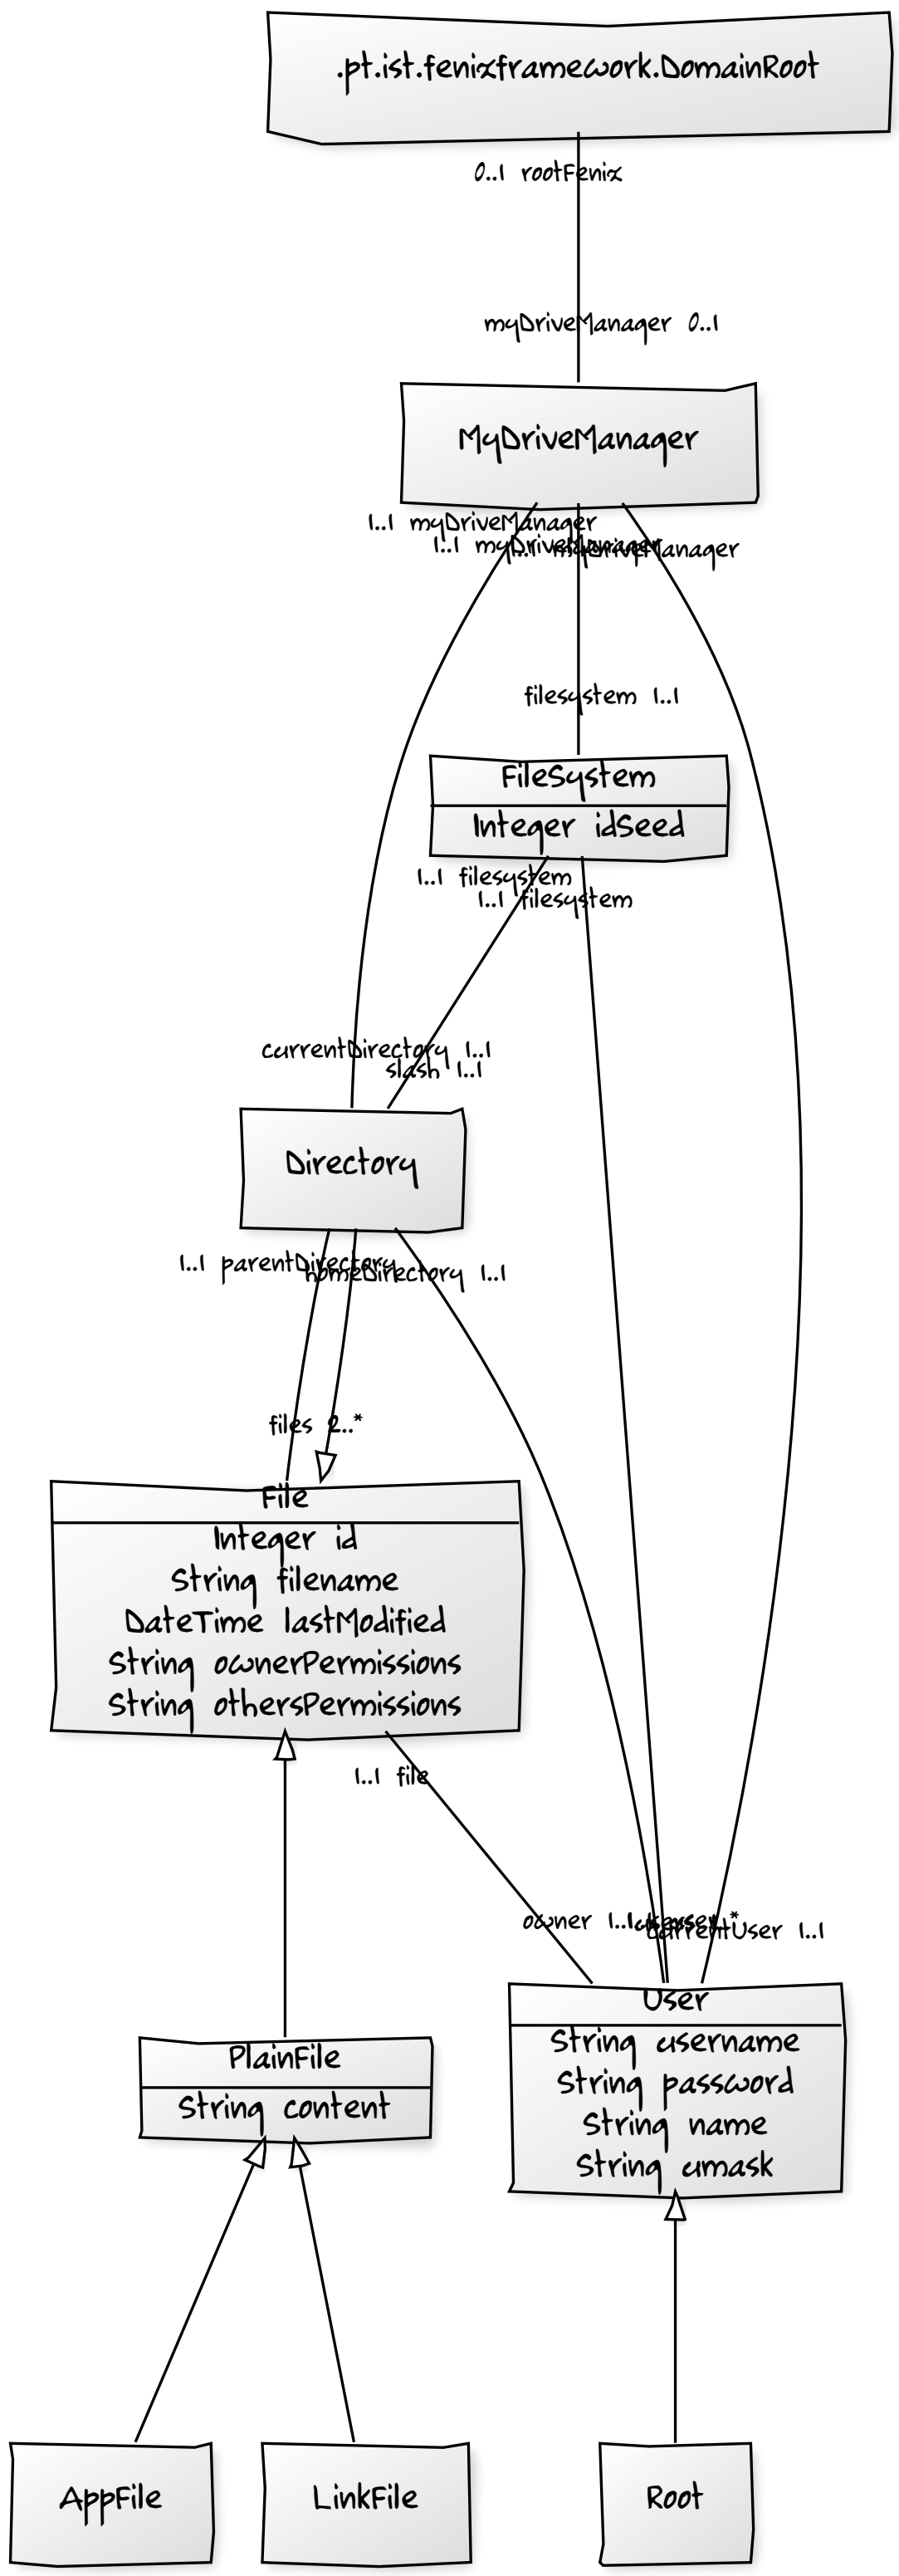 .pt.ist.fenixframework.DomainRoot
0..1 rootFenix
myDriveManager 0..1
MyDriveManager
1..1 myDriveManager
1..1 myDriveManager
1..1 myDriveManager
filesystem 1..1
FileSystem
Integer idSeed
1..1 filesystem
1..1 filesystem
currentDirectory 1..1
slash 1..1
Directory
1..1 parentDirectory
homeDirectory 1..1
files 2..*
File
Integer id
String filename
DateTime lastModified
String ownerPermissions
String othersPermissions
1..1 file
owner 1..1
*
currentUser 1..1
User
String username
String password
String name
String umask
PlainFile
String content
AppFile
LinkFile
Root